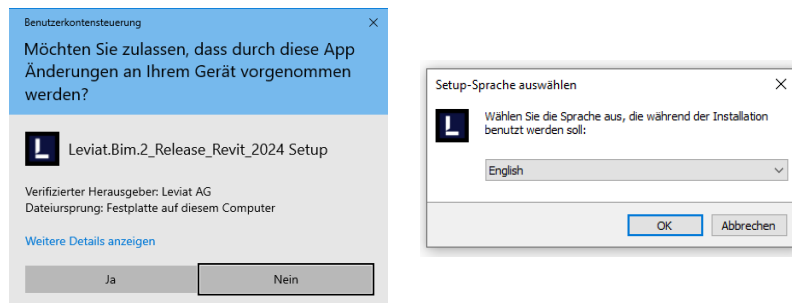 Benutzerkontensteuerung
Möchten Sie zulassen, dass durch diese App
Änderungen an Ihrem Gerät vorgenommen
werden?
L Leviat.Bim.2_Release_Revit_2024 Setup
Verifizierter Herausgeber: Leviat AG
Dateiursprung: Festplatte auf diesem Computer
Weitere Details anzeigen
Ja Nein
Setup-Sprache auswählen
L Wählen Sie die Sprache aus, die während der Installation
benutzt werden soll:
English
OK Abbrechen